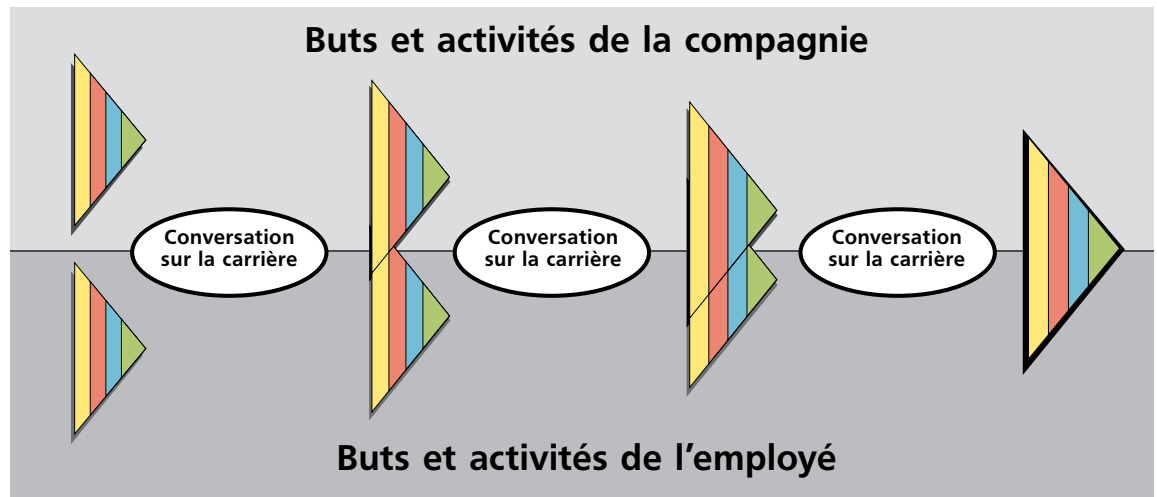 Buts et activités de la compagnie
Conversation
sur la carrière
Conversation
sur la carrière
Conversation
sur la carrière
Buts et activités de l'employé